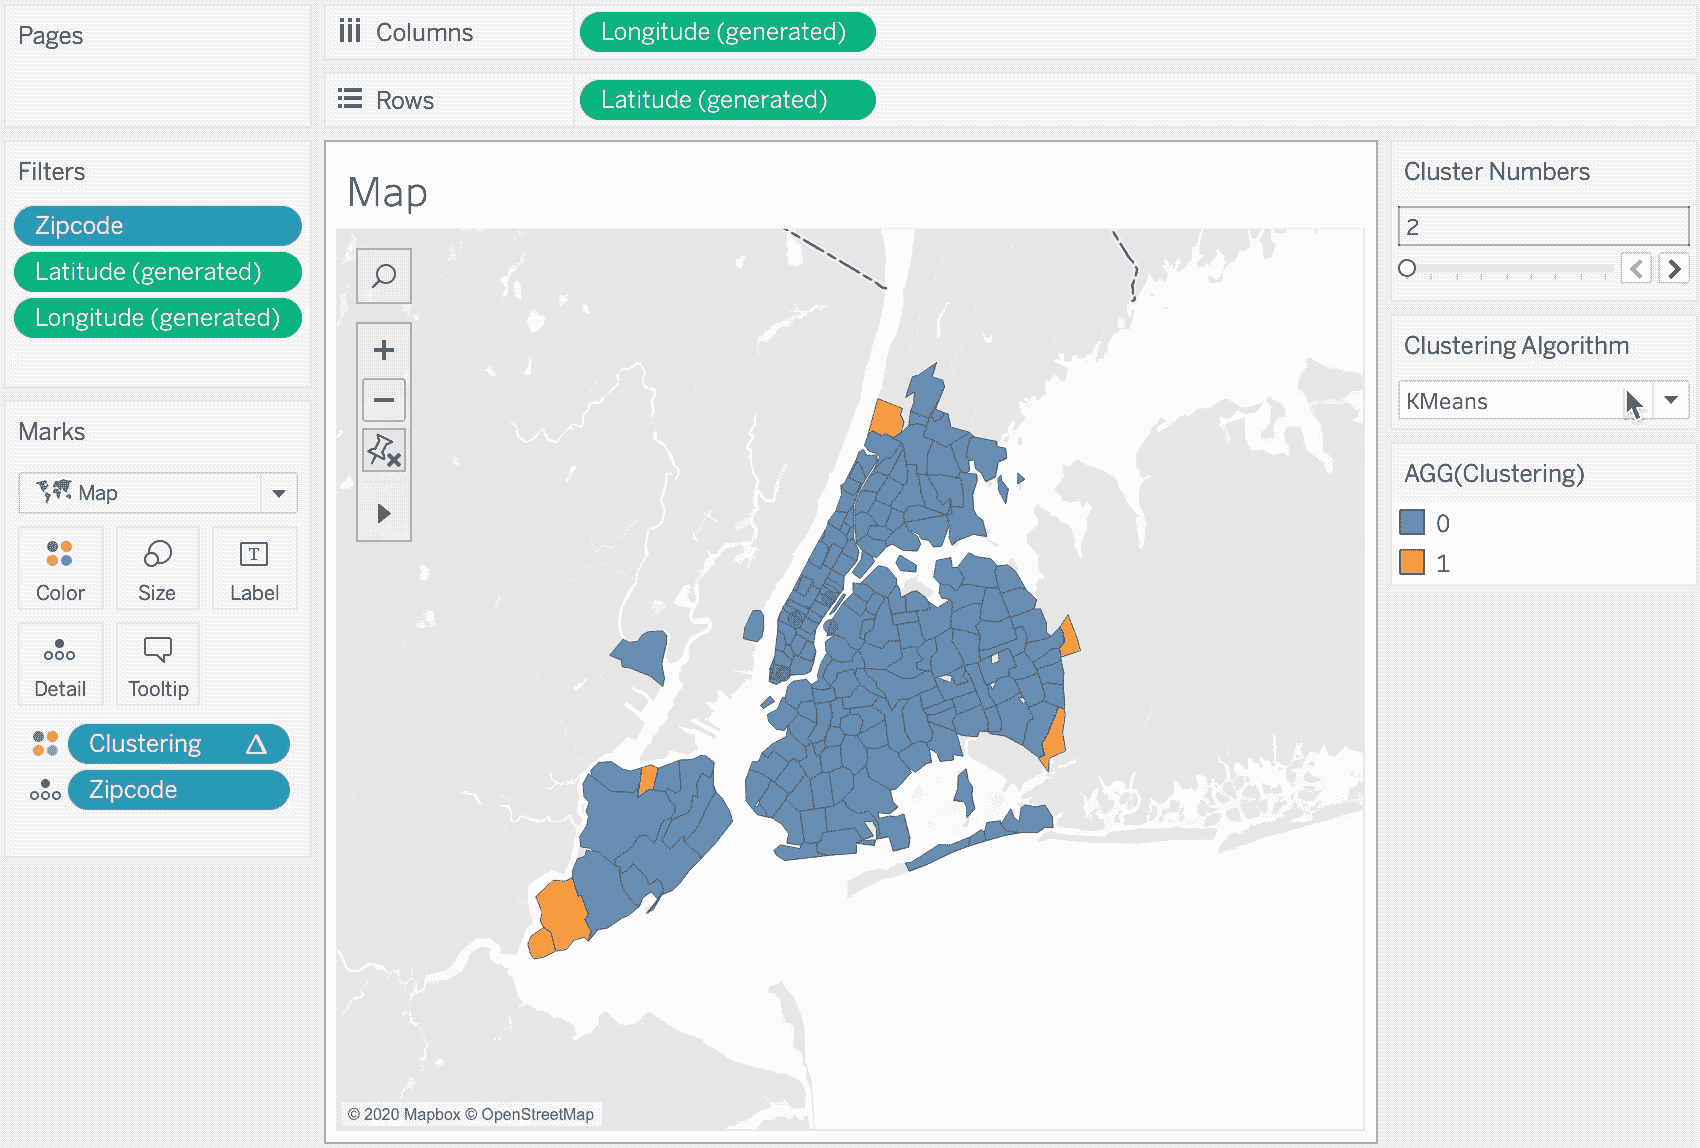 Pages
Columns
Longitude (generated)
Rows
Latitude (generated)
Filters
Zipcode
Latitude (generated)
Longitude (generated)
Marks
Map
Color
Size
T
Label
Detail
Tooltip
Clustering
Zipcode
Map
© 2020 Mapbox © OpenStreetMap
Cluster Numbers
2
Clustering Algorithm
KMeans
AGG(Clustering)
0
1